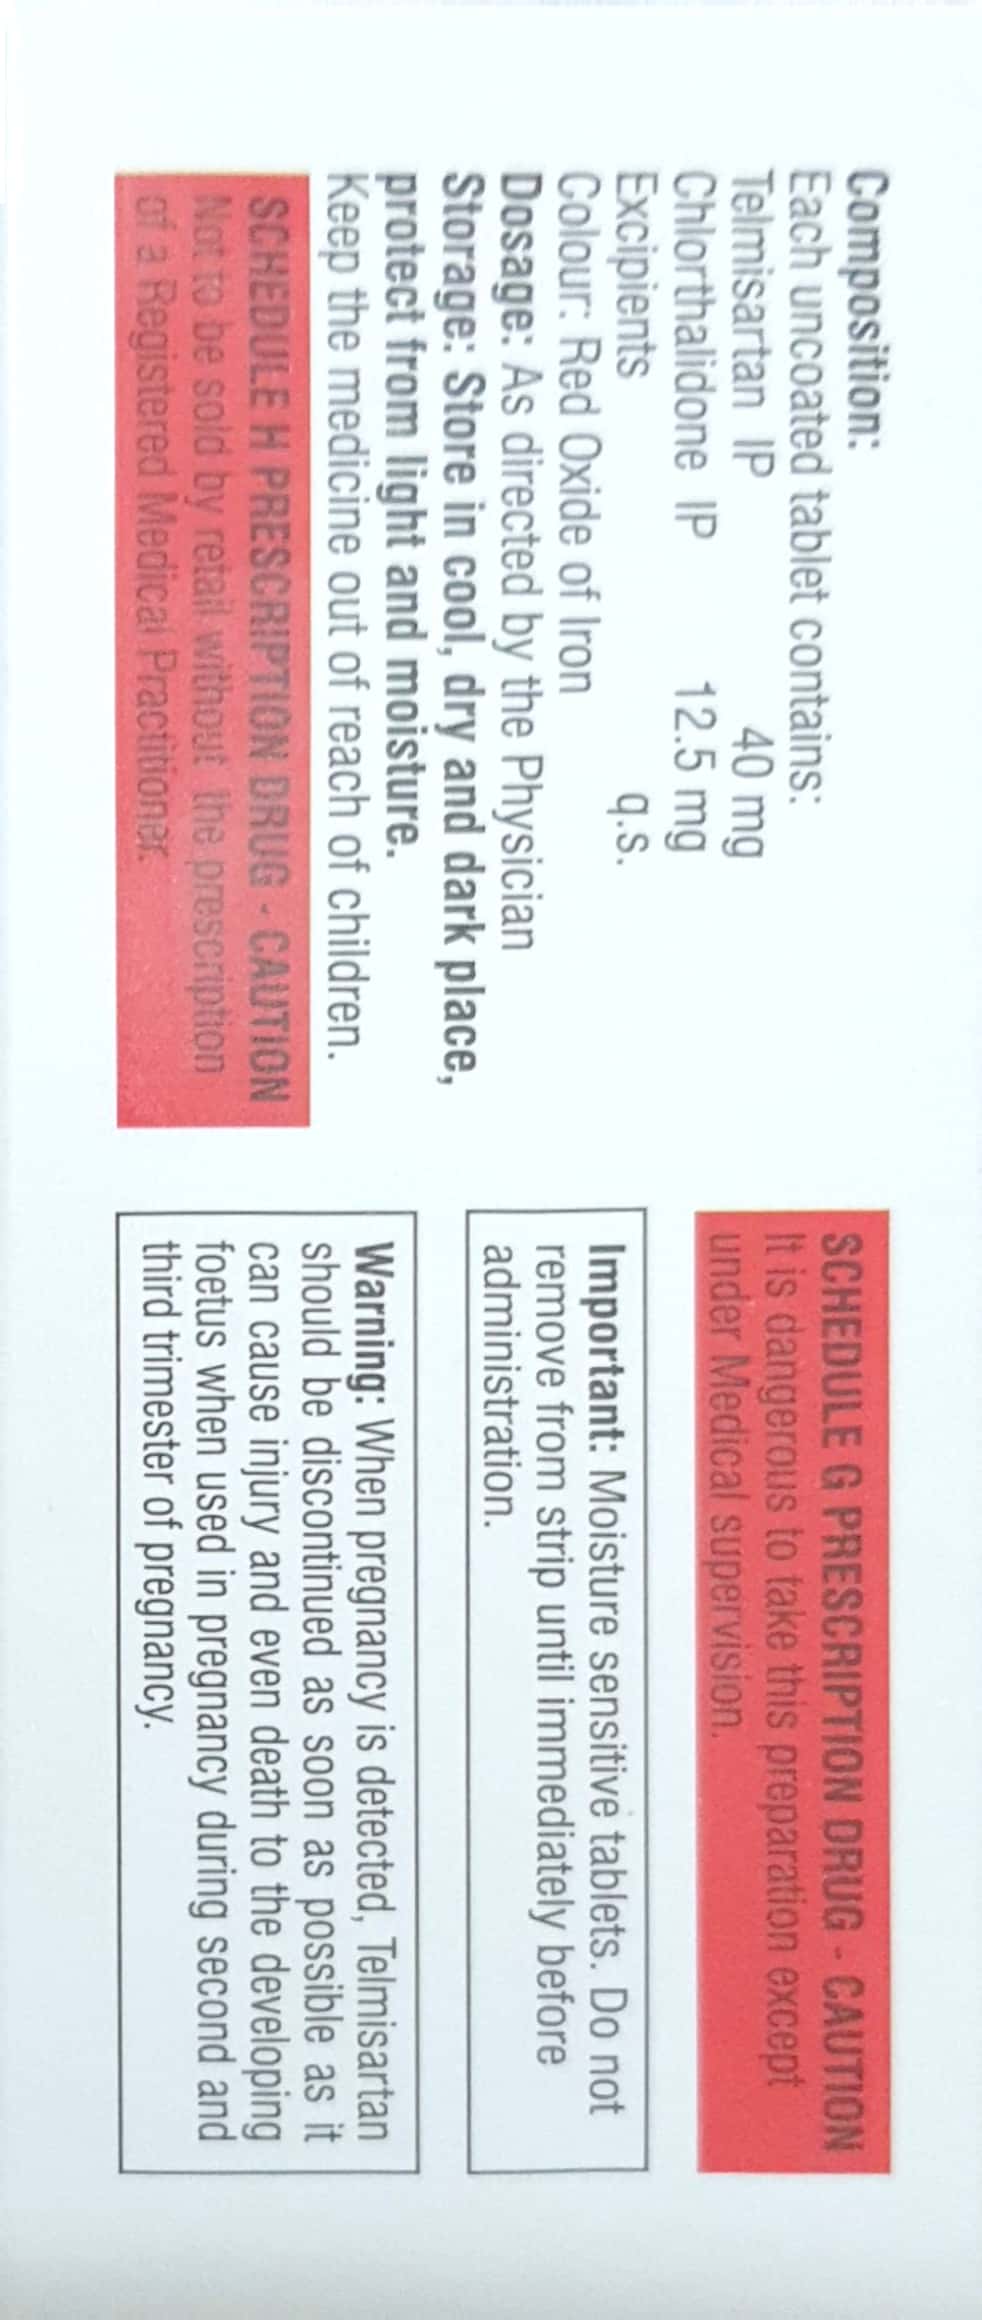 Composition:
Each uncoated tablet contains:
Telmisartan IP 40 mg
Chlorthalidone IP 12.5 mg
Excipients q.s.
Colour: Red Oxide of Iron
Dosage: As directed by the Physician
Storage: Store in cool, dry and dark place,
protect from light and moisture.
Keep the medicine out of reach of children.
SCHEDULE H PRESCRIPTION DRUG - CAUTION
Not to be sold by retail without the prescription
of a Registered Medical Practitioner.
SCHEDULE G PRESCRIPTION DRUG - CAUTION
It is dangerous to take this preparation except
under Medical supervision.
Important: Moisture sensitive tablets. Do not
remove from strip until immediately before
administration.
Warning: When pregnancy is detected, Telmisartan
should be discontinued as soon as possible as it
can cause injury and even death to the developing
foetus when used in pregnancy during second and
third trimester of pregnancy.